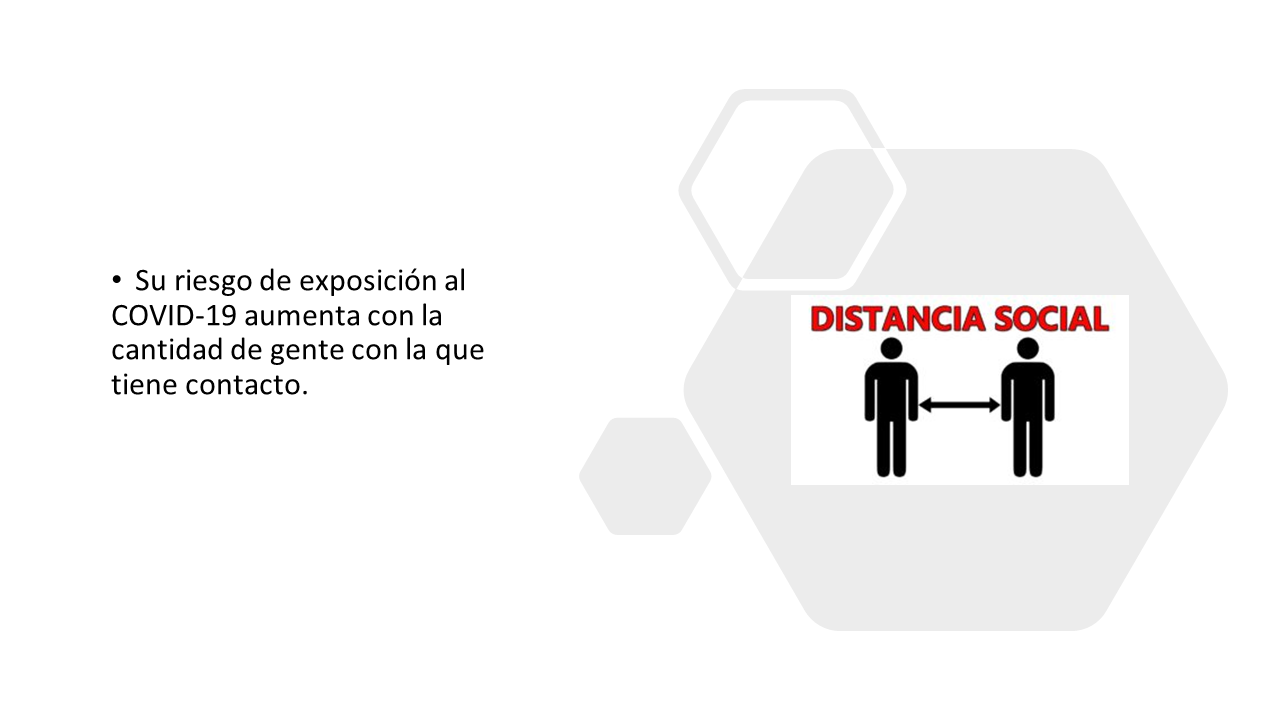 • Su riesgo de exposición al
COVID-19 aumenta con la
cantidad de gente con la que
tiene contacto.
DISTANCIA SOCIAL